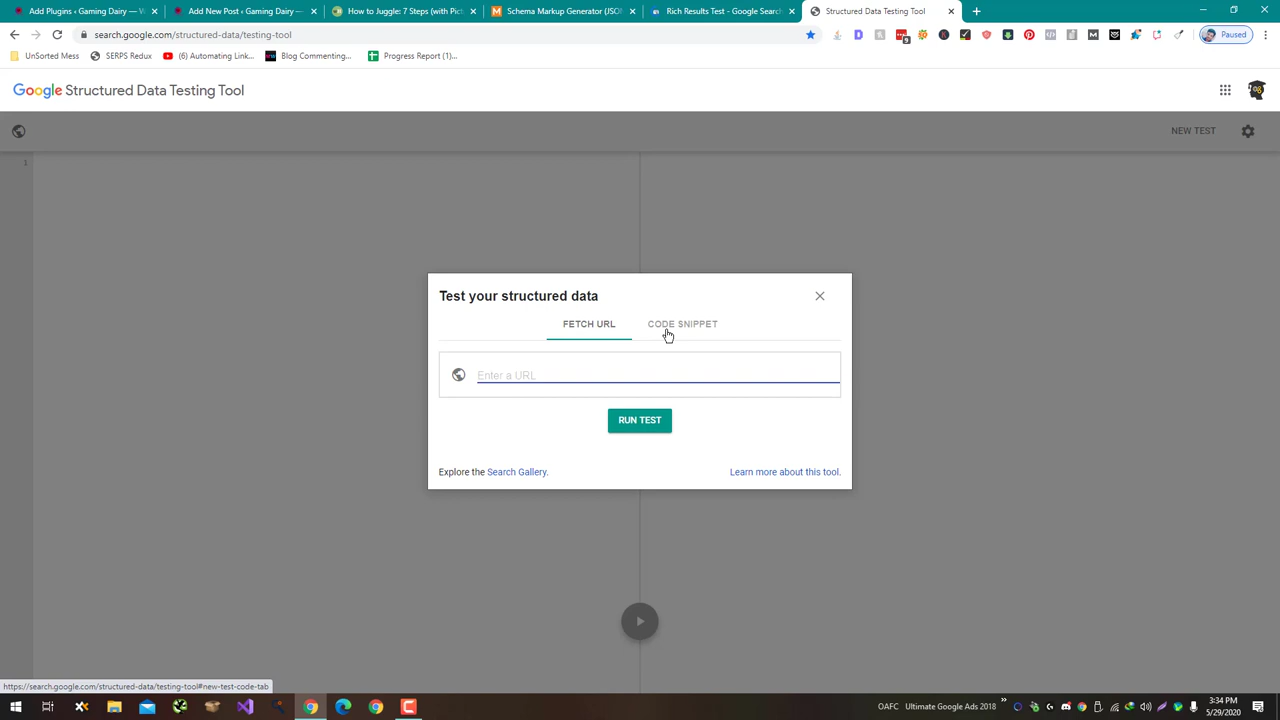 Add Plugins ‹ Gaming Dairy — W
Add New Post ‹ Gaming Dairy —
How to Juggle: 7 Steps (with Pict
Schema Markup Generator (JSON
Rich Results Test - Google Search
Structured Data Testing Tool
search.google.com/structured-data/testing-tool
Paused
UnSorted Mess
SERPS Redux
(6) Automating Link...
Blog Commenting...
Progress Report (1)...
Google Structured Data Testing Tool
NEW TEST
1
Test your structured data
FETCH URL
CODE SNIPPET
Enter a URL
RUN TEST
Explore the Search Gallery.
Learn more about this tool.
https://search.google.com/structured-data/testing-tool#new-test-code-tab
OAFC
Ultimate Google Ads 2018
3:34 PM
5/29/2020